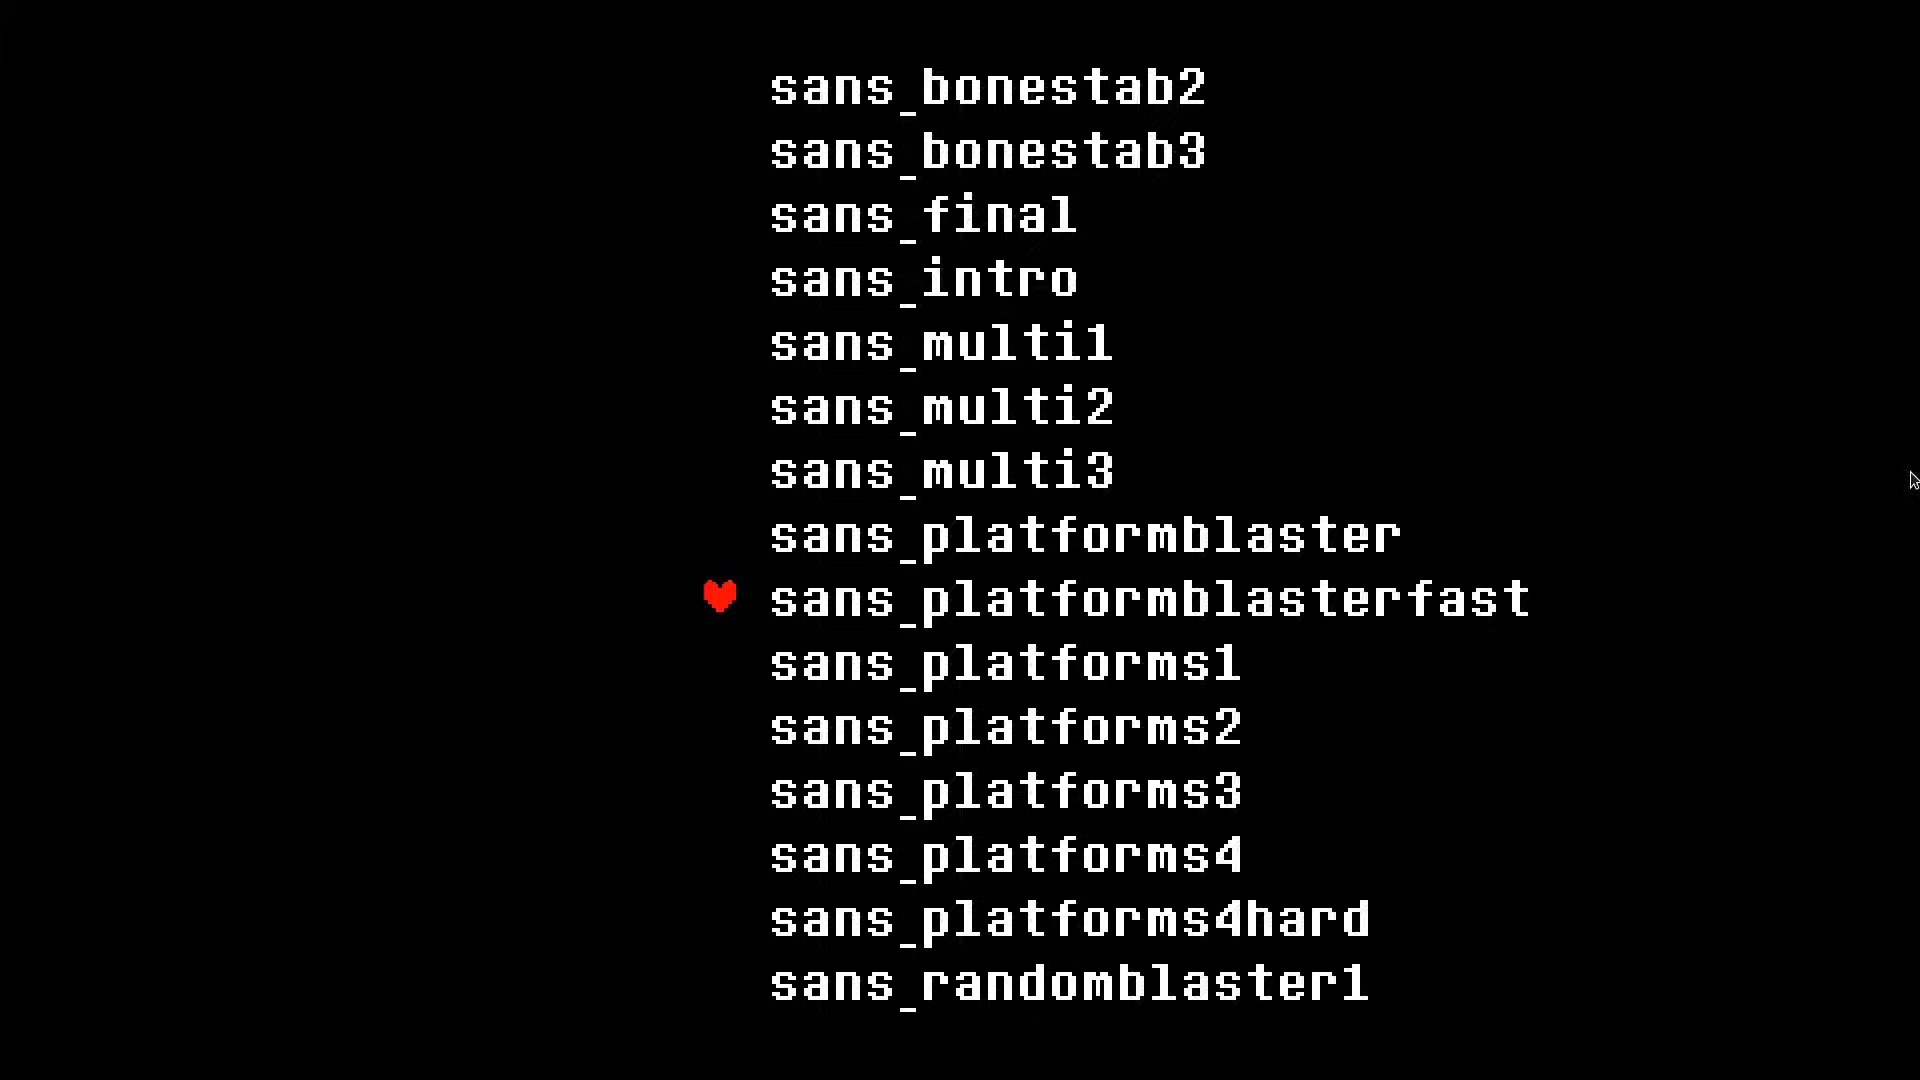 sans_bonestab2
sans_bonestab3
sans_final
sans_intro
sans_multi1
sans_multi2
sans_multi3
sans_platformblaster
sans_platformblasterfast
sans_platforms1
sans_platforms2
sans_platforms3
sans_platforms4
sans_platforms4hard
sans_randomblaster1